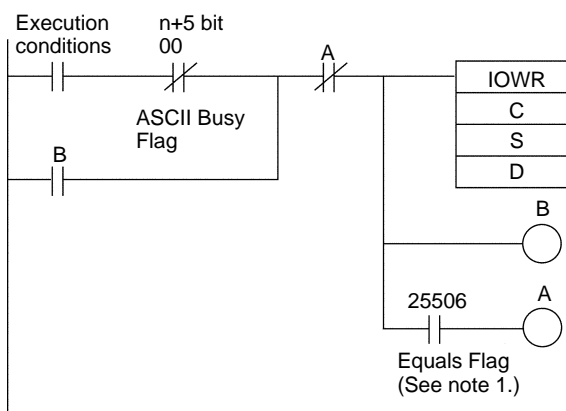 Execution
conditions
n+5 bit
00
ASCII Busy
Flag
A
IOWR
C
S
D
B
B
25506
A
Equals Flag
(See note 1.)